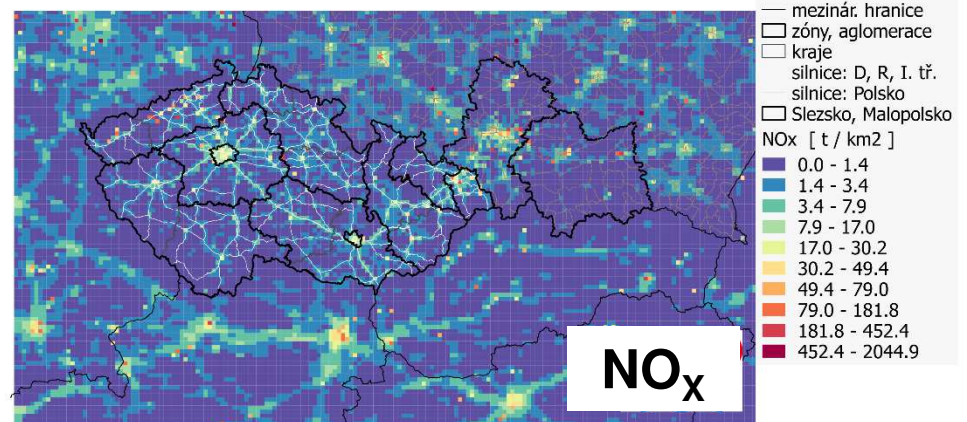 mezinár. hranice
zóny, aglomerace
kraje
silnice: D, R, I. tř.
silnice: Polsko
Slezsko, Malopolsko
NOx [ t / km2 ]
0.0 - 1.4
1.4 - 3.4
3.4 - 7.9
7.9 - 17.0
17.0 - 30.2
30.2 - 49.4
49.4 - 79.0
79.0 - 181.8
181.8 - 452.4
452.4 - 2044.9
NOX